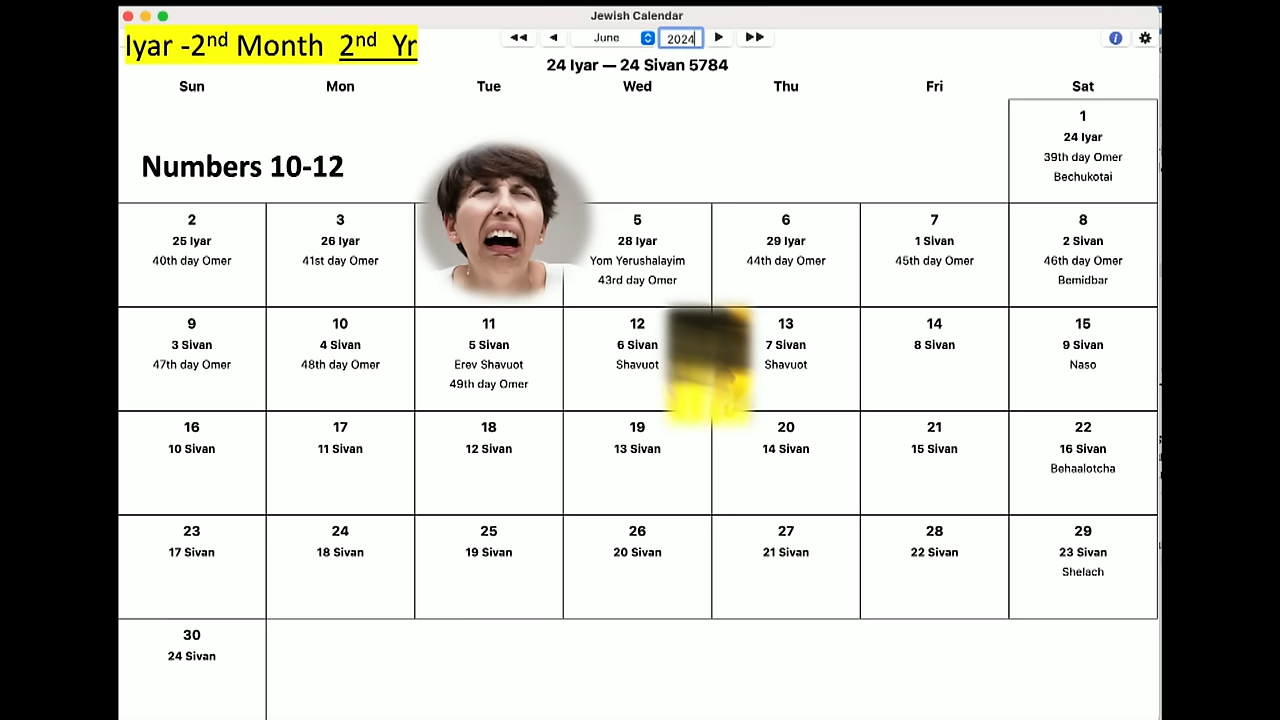 Jewish Calendar
Iyar -2nd Month 2nd Yr
June 2024
24 Iyar — 24 Sivan 5784
Sun Mon Tue Wed Thu Fri Sat
Numbers 10-12
1
24 Iyar
39th day Omer
Bechukotai
2
25 Iyar
40th day Omer
3
26 Iyar
41st day Omer
5
28 Iyar
Yom Yerushalayim
43rd day Omer
6
29 Iyar
44th day Omer
7
1 Sivan
45th day Omer
8
2 Sivan
46th day Omer
Bemidbar
9
3 Sivan
47th day Omer
10
4 Sivan
48th day Omer
11
5 Sivan
Erev Shavuot
49th day Omer
12
6 Sivan
Shavuot
13
7 Sivan
Shavuot
14
8 Sivan
15
9 Sivan
Naso
16
10 Sivan
17
11 Sivan
18
12 Sivan
19
13 Sivan
20
14 Sivan
21
15 Sivan
22
16 Sivan
Behaalotcha
23
17 Sivan
24
18 Sivan
25
19 Sivan
26
20 Sivan
27
21 Sivan
28
22 Sivan
29
23 Sivan
Shelach
30
24 Sivan